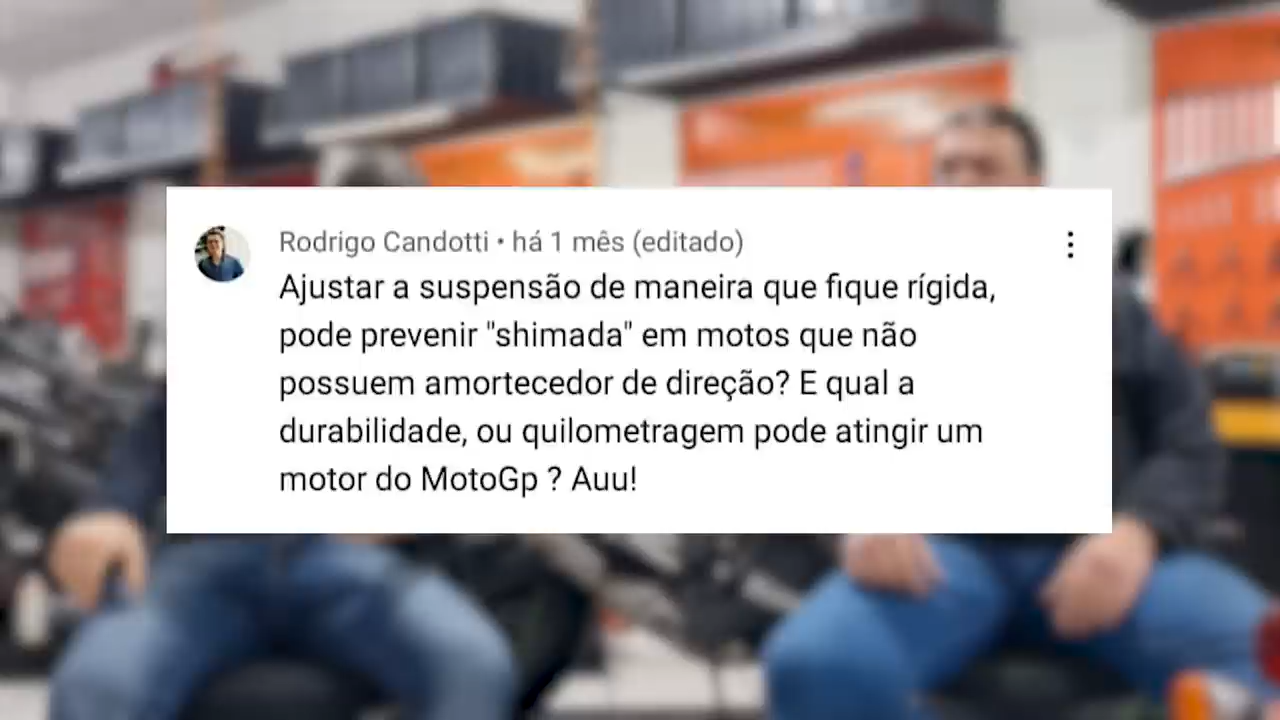 Rodrigo Candotti • há 1 mês (editado)
Ajustar a suspensão de maneira que fique rígida,
pode prevenir "shimada" em motos que não
possuem amortecedor de direção? E qual a
durabilidade, ou quilometragem pode atingir um
motor do MotoGp ? Auu!